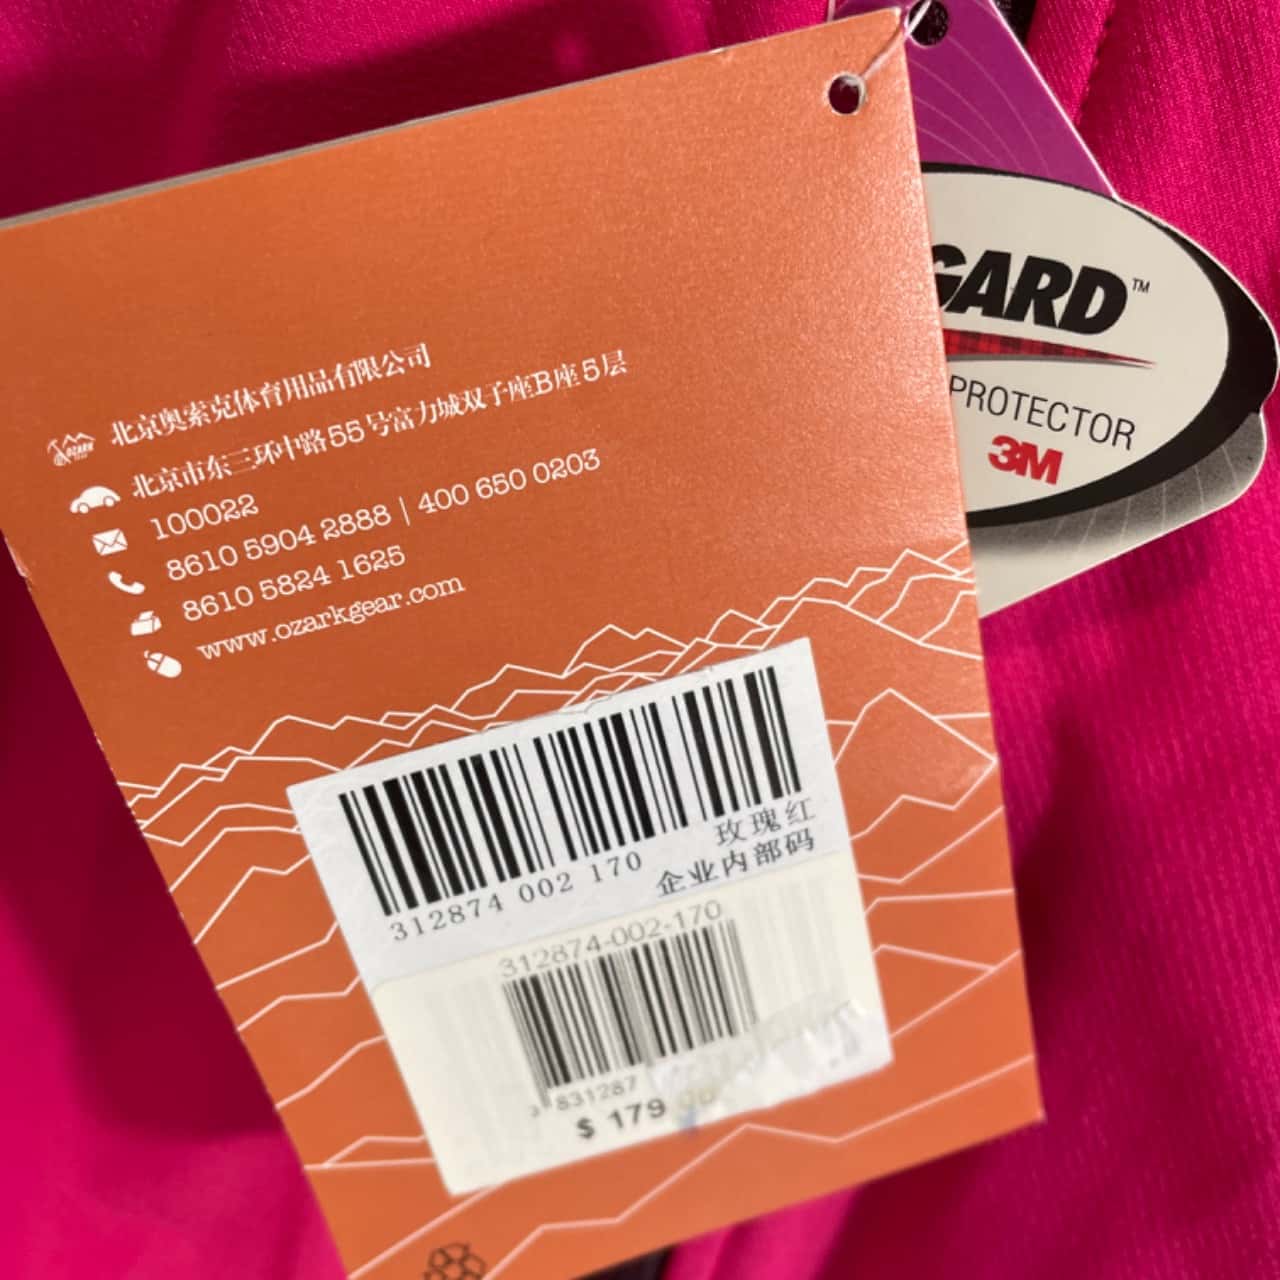 北京奥索克体育用品有限公司
OZARK
北京市东三环中路55号富力城双子座B座5层
100022
8610 5904 2888 | 400 650 0203
8610 5824 1625
www.ozarkgear.com
GARD™
PROTECTOR
3M
312874 002 170
玫瑰红
企业内部码
312874-002-170
3 831287
$ 179